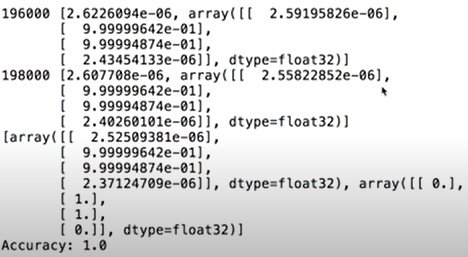 196000 [2.6226094e-06, array([[  2.59195826e-06],
       [  9.99999642e-01],
       [  9.99994874e-01],
       [  2.43454133e-06]], dtype=float32)]
198000 [2.607708e-06, array([[  2.55822852e-06],
       [  9.99999642e-01],
       [  9.99994874e-01],
       [  2.40260101e-06]], dtype=float32)]
[array([[  2.52509381e-06],
       [  9.99999642e-01],
       [  9.99994874e-01],
       [  2.37124709e-06]], dtype=float32), array([[ 0.],
       [ 1.],
       [ 1.],
       [ 0.]], dtype=float32)]
Accuracy: 1.0